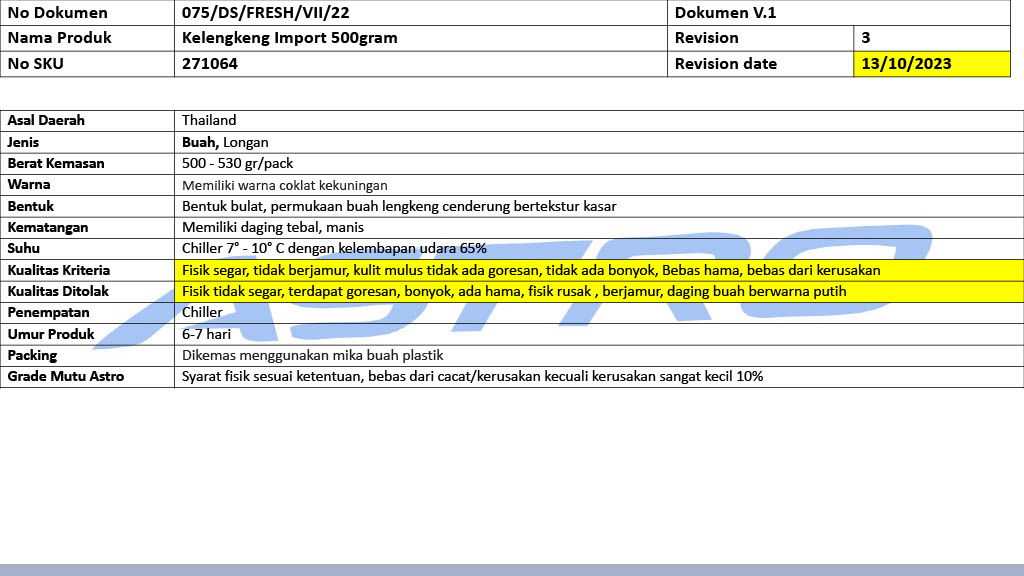 No Dokumen 075/DS/FRESH/VII/22 Dokumen V.1
Nama Produk Kelengkeng Import 500gram Revision 3
No SKU 271064 Revision date 13/10/2023
Asal Daerah Thailand
Jenis Buah, Longan
Berat Kemasan 500 - 530 gr/pack
Warna Memiliki warna coklat kekuningan
Bentuk Bentuk bulat, permukaan buah lengkeng cenderung bertekstur kasar
Kematangan Memiliki daging tebal, manis
Suhu Chiller 7° - 10° C dengan kelembapan udara 65%
Kualitas Kriteria Fisik segar, tidak berjamur, kulit mulus tidak ada goresan, tidak ada bonyok, Bebas hama, bebas dari kerusakan
Kualitas Ditolak Fisik tidak segar, terdapat goresan, bonyok, ada hama, fisik rusak , berjamur, daging buah berwarna putih
Penempatan Chiller
Umur Produk 6-7 hari
Packing Dikemas menggunakan mika buah plastik
Grade Mutu Astro Syarat fisik sesuai ketentuan, bebas dari cacat/kerusakan kecuali kerusakan sangat kecil 10%
ASTRO